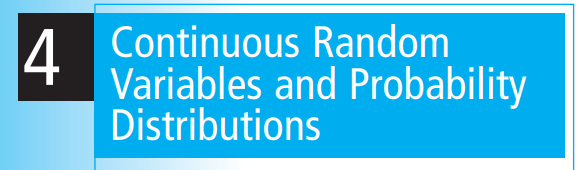 4
Continuous Random
Variables and Probability
Distributions